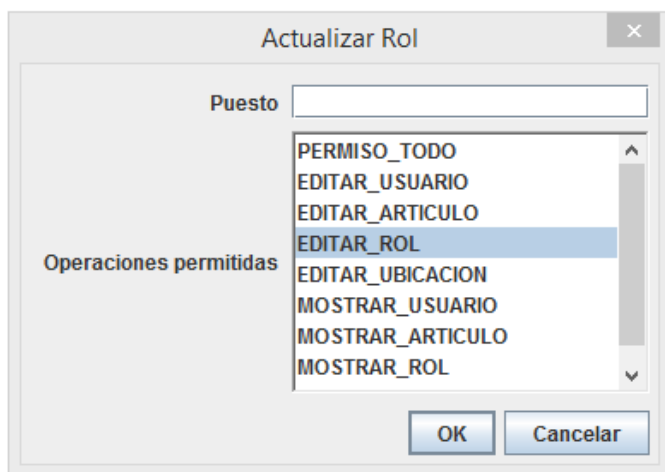 Actualizar Rol
Puesto
Operaciones permitidas
PERMISO_TODO
EDITAR_USUARIO
EDITAR_ARTICULO
EDITAR_ROL
EDITAR_UBICACION
MOSTRAR_USUARIO
MOSTRAR_ARTICULO
MOSTRAR_ROL
OK Cancelar